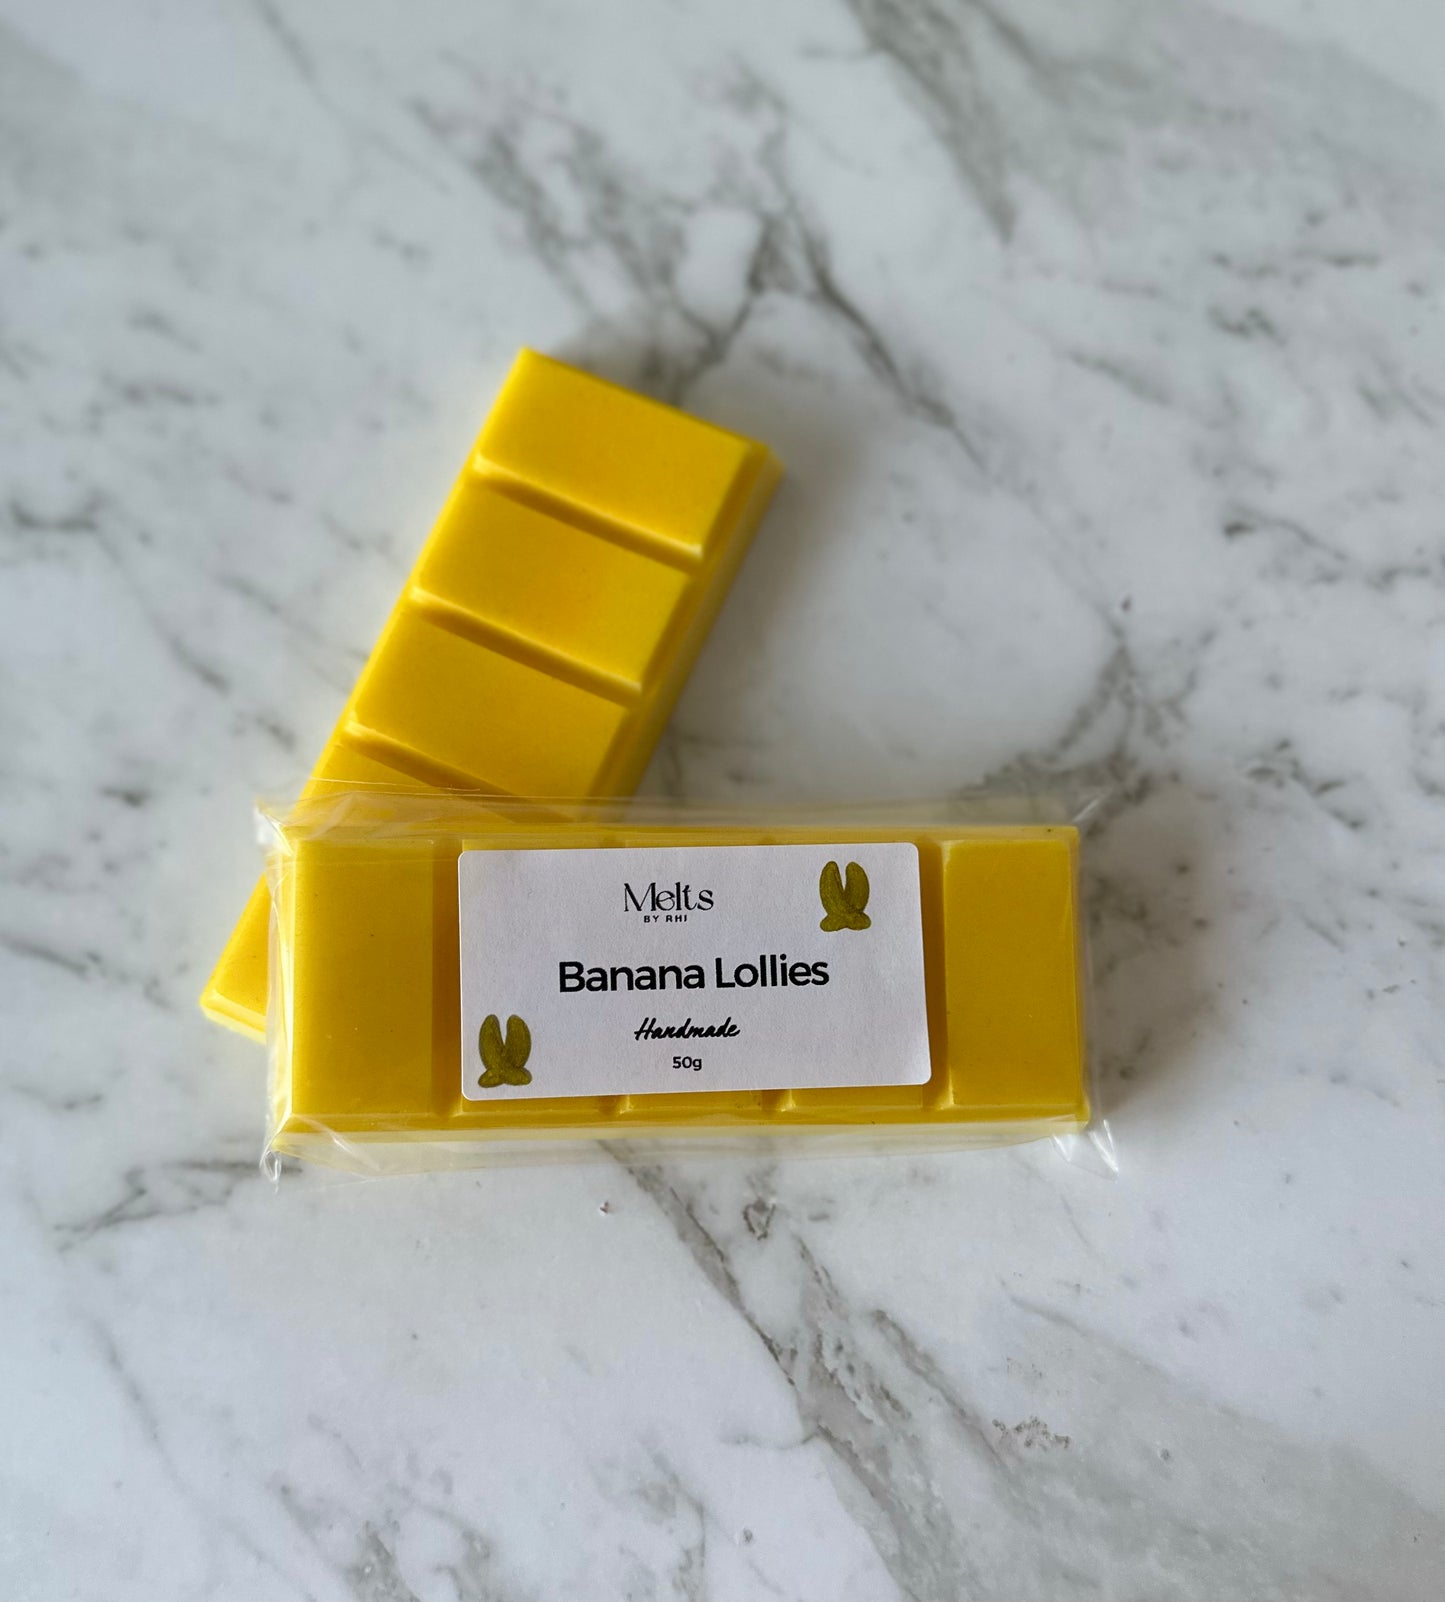 Melts
BY RHI
Banana Lollies
Handmade
50g